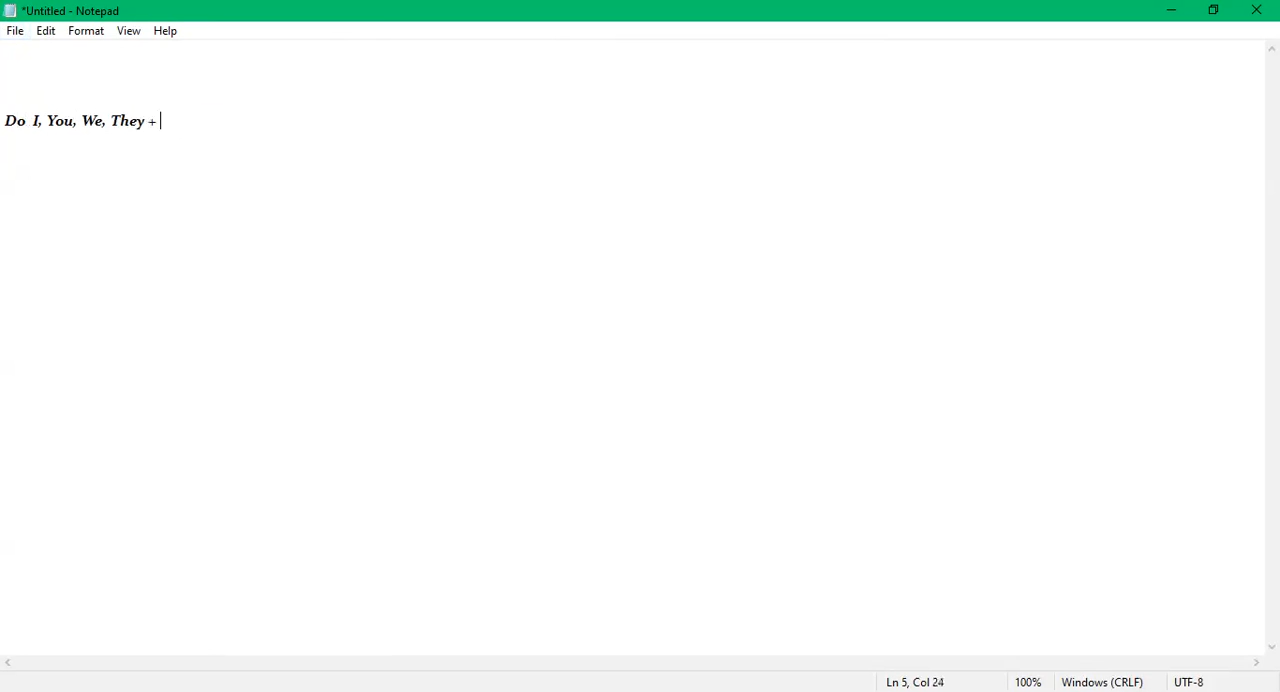 *Untitled - Notepad
File Edit Format View Help
Do I, You, We, They +
Ln 5, Col 24 100% Windows (CRLF) UTF-8